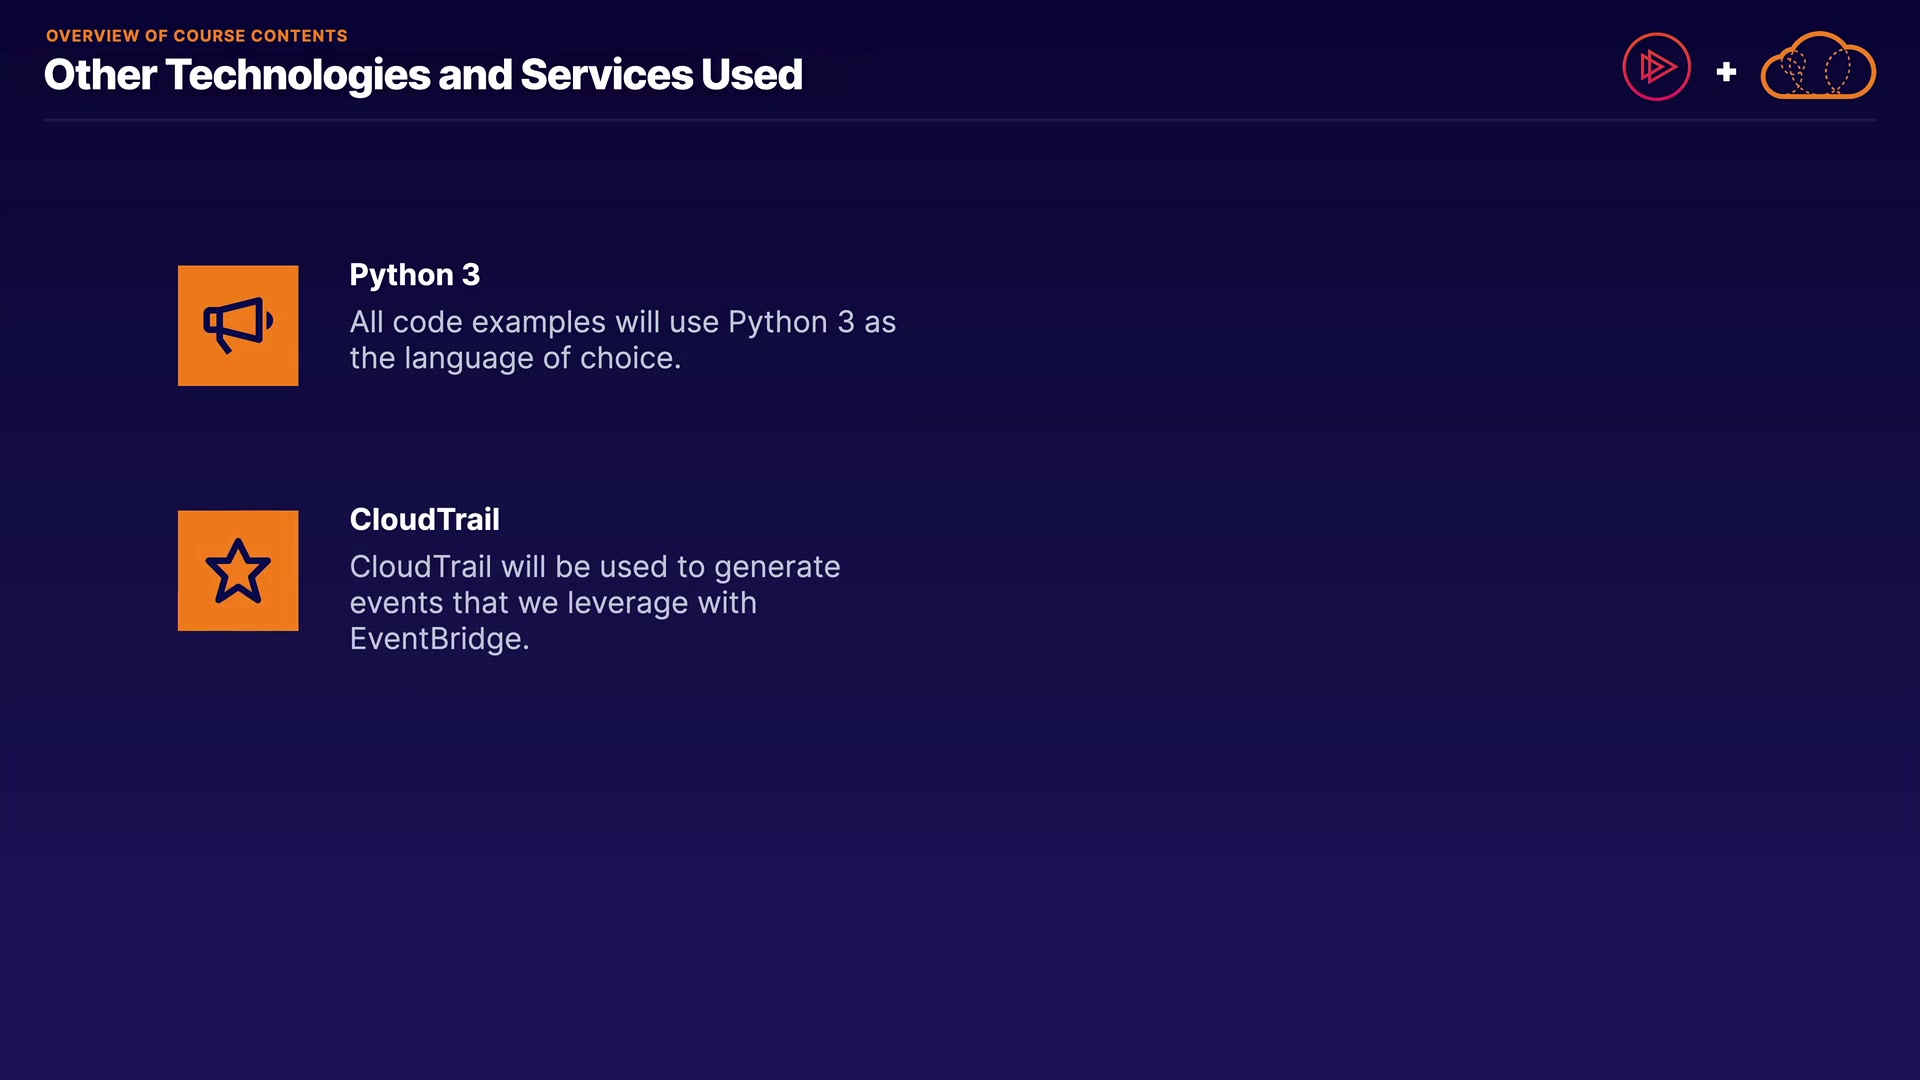 OVERVIEW OF COURSE CONTENTS
Other Technologies and Services Used
+
Python 3
All code examples will use Python 3 as
the language of choice.
CloudTrail
CloudTrail will be used to generate
events that we leverage with
EventBridge.